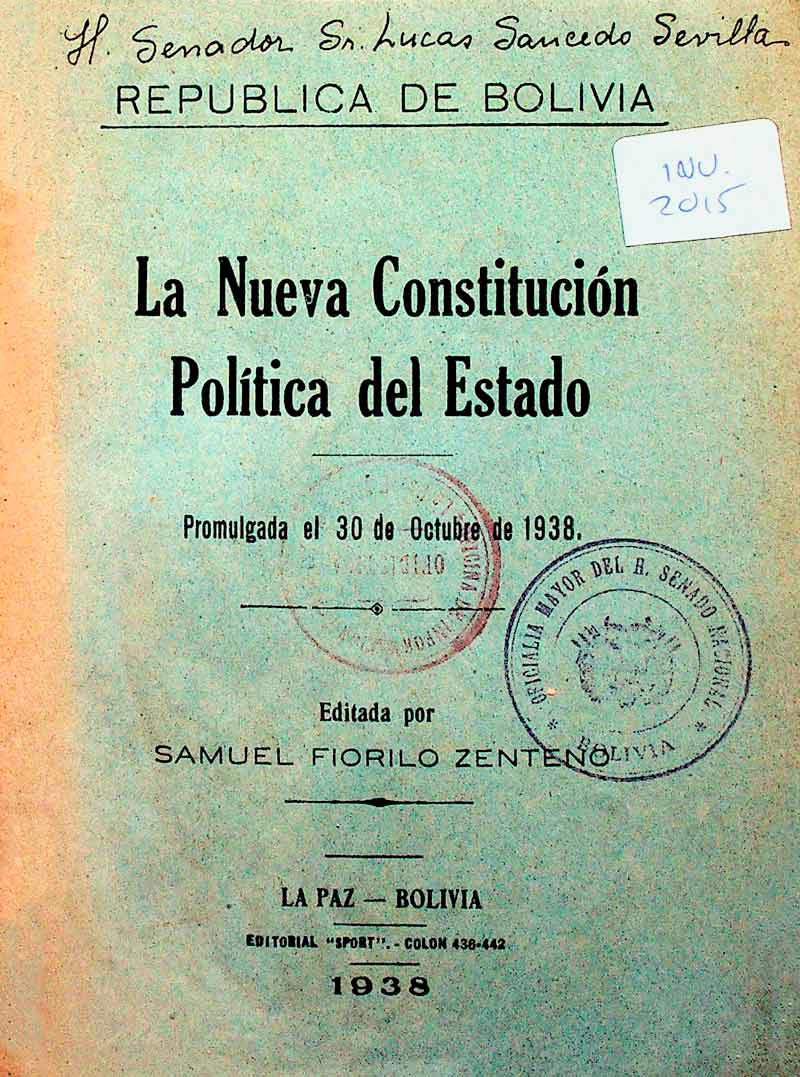 H. Senador Sr. Lucas Saucedo Sevilla
REPUBLICA DE BOLIVIA
INV.
2015
La Nueva Constitución
Política del Estado
Promulgada el 30 de Octubre de 1938.
OFICIALIA MAYOR DEL H. SENADO NACIONAL
* BOLIVIA *
Editada por
SAMUEL FIORILO ZENTENO
LA PAZ — BOLIVIA
EDITORIAL "SPORT". - COLON 436-442
1938